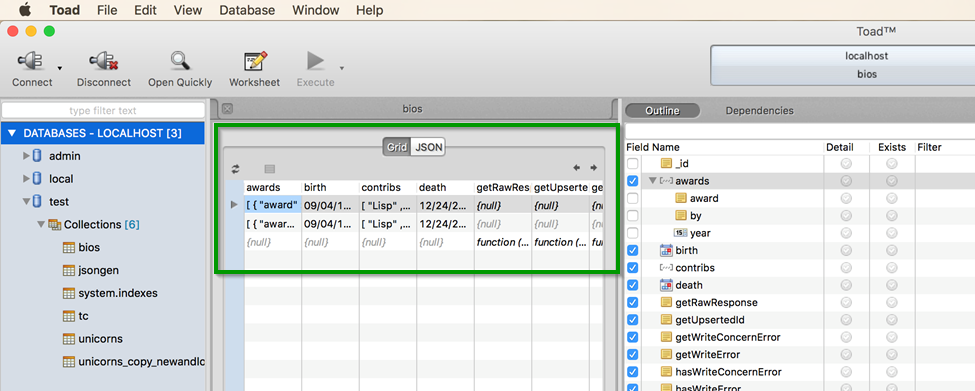 Toad File Edit View Database Window Help
Toad™
Connect Disconnect Open Quickly Worksheet Execute
localhost
bios
type filter text
DATABASES - LOCALHOST [3]
admin
local
test
Collections [6]
bios
jsongen
system.indexes
tc
unicorns
unicorns_copy_newandlc
bios
Grid JSON
awards birth contribs death getRawRes getUpserte ge
[ { "award" 09/04/1... [ "Lisp" ,... 12/24/2... {null} {null} {nu
[ { "awar... 09/04/1... [ "Lisp" ,... 12/24/2... {null} {null} {nu
{null} {null} {null} {null} function (... function (... fu
Outline Dependencies
Field Name Detail Exists Filter
_id
awards
award
by
15 year
birth
contribs
death
getRawResponse
getUpsertedId
getWriteConcernError
getWriteError
hasWriteConcernError
hasWriteError